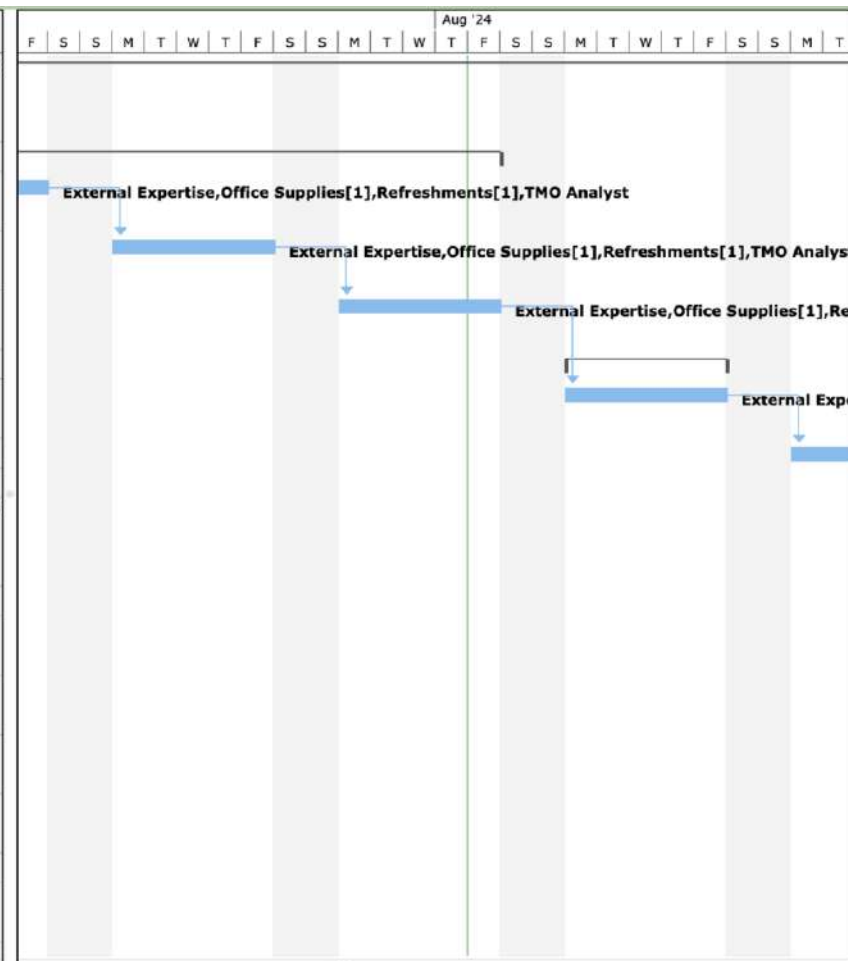 Aug '24
F S S M T W T F S S M T W T F S S M T W T F S S M T
External Expertise,Office Supplies[1],Refreshments[1],TMO Analyst
External Expertise,Office Supplies[1],Refreshments[1],TMO Analys
External Expertise,Office Supplies[1],Re
External Exp